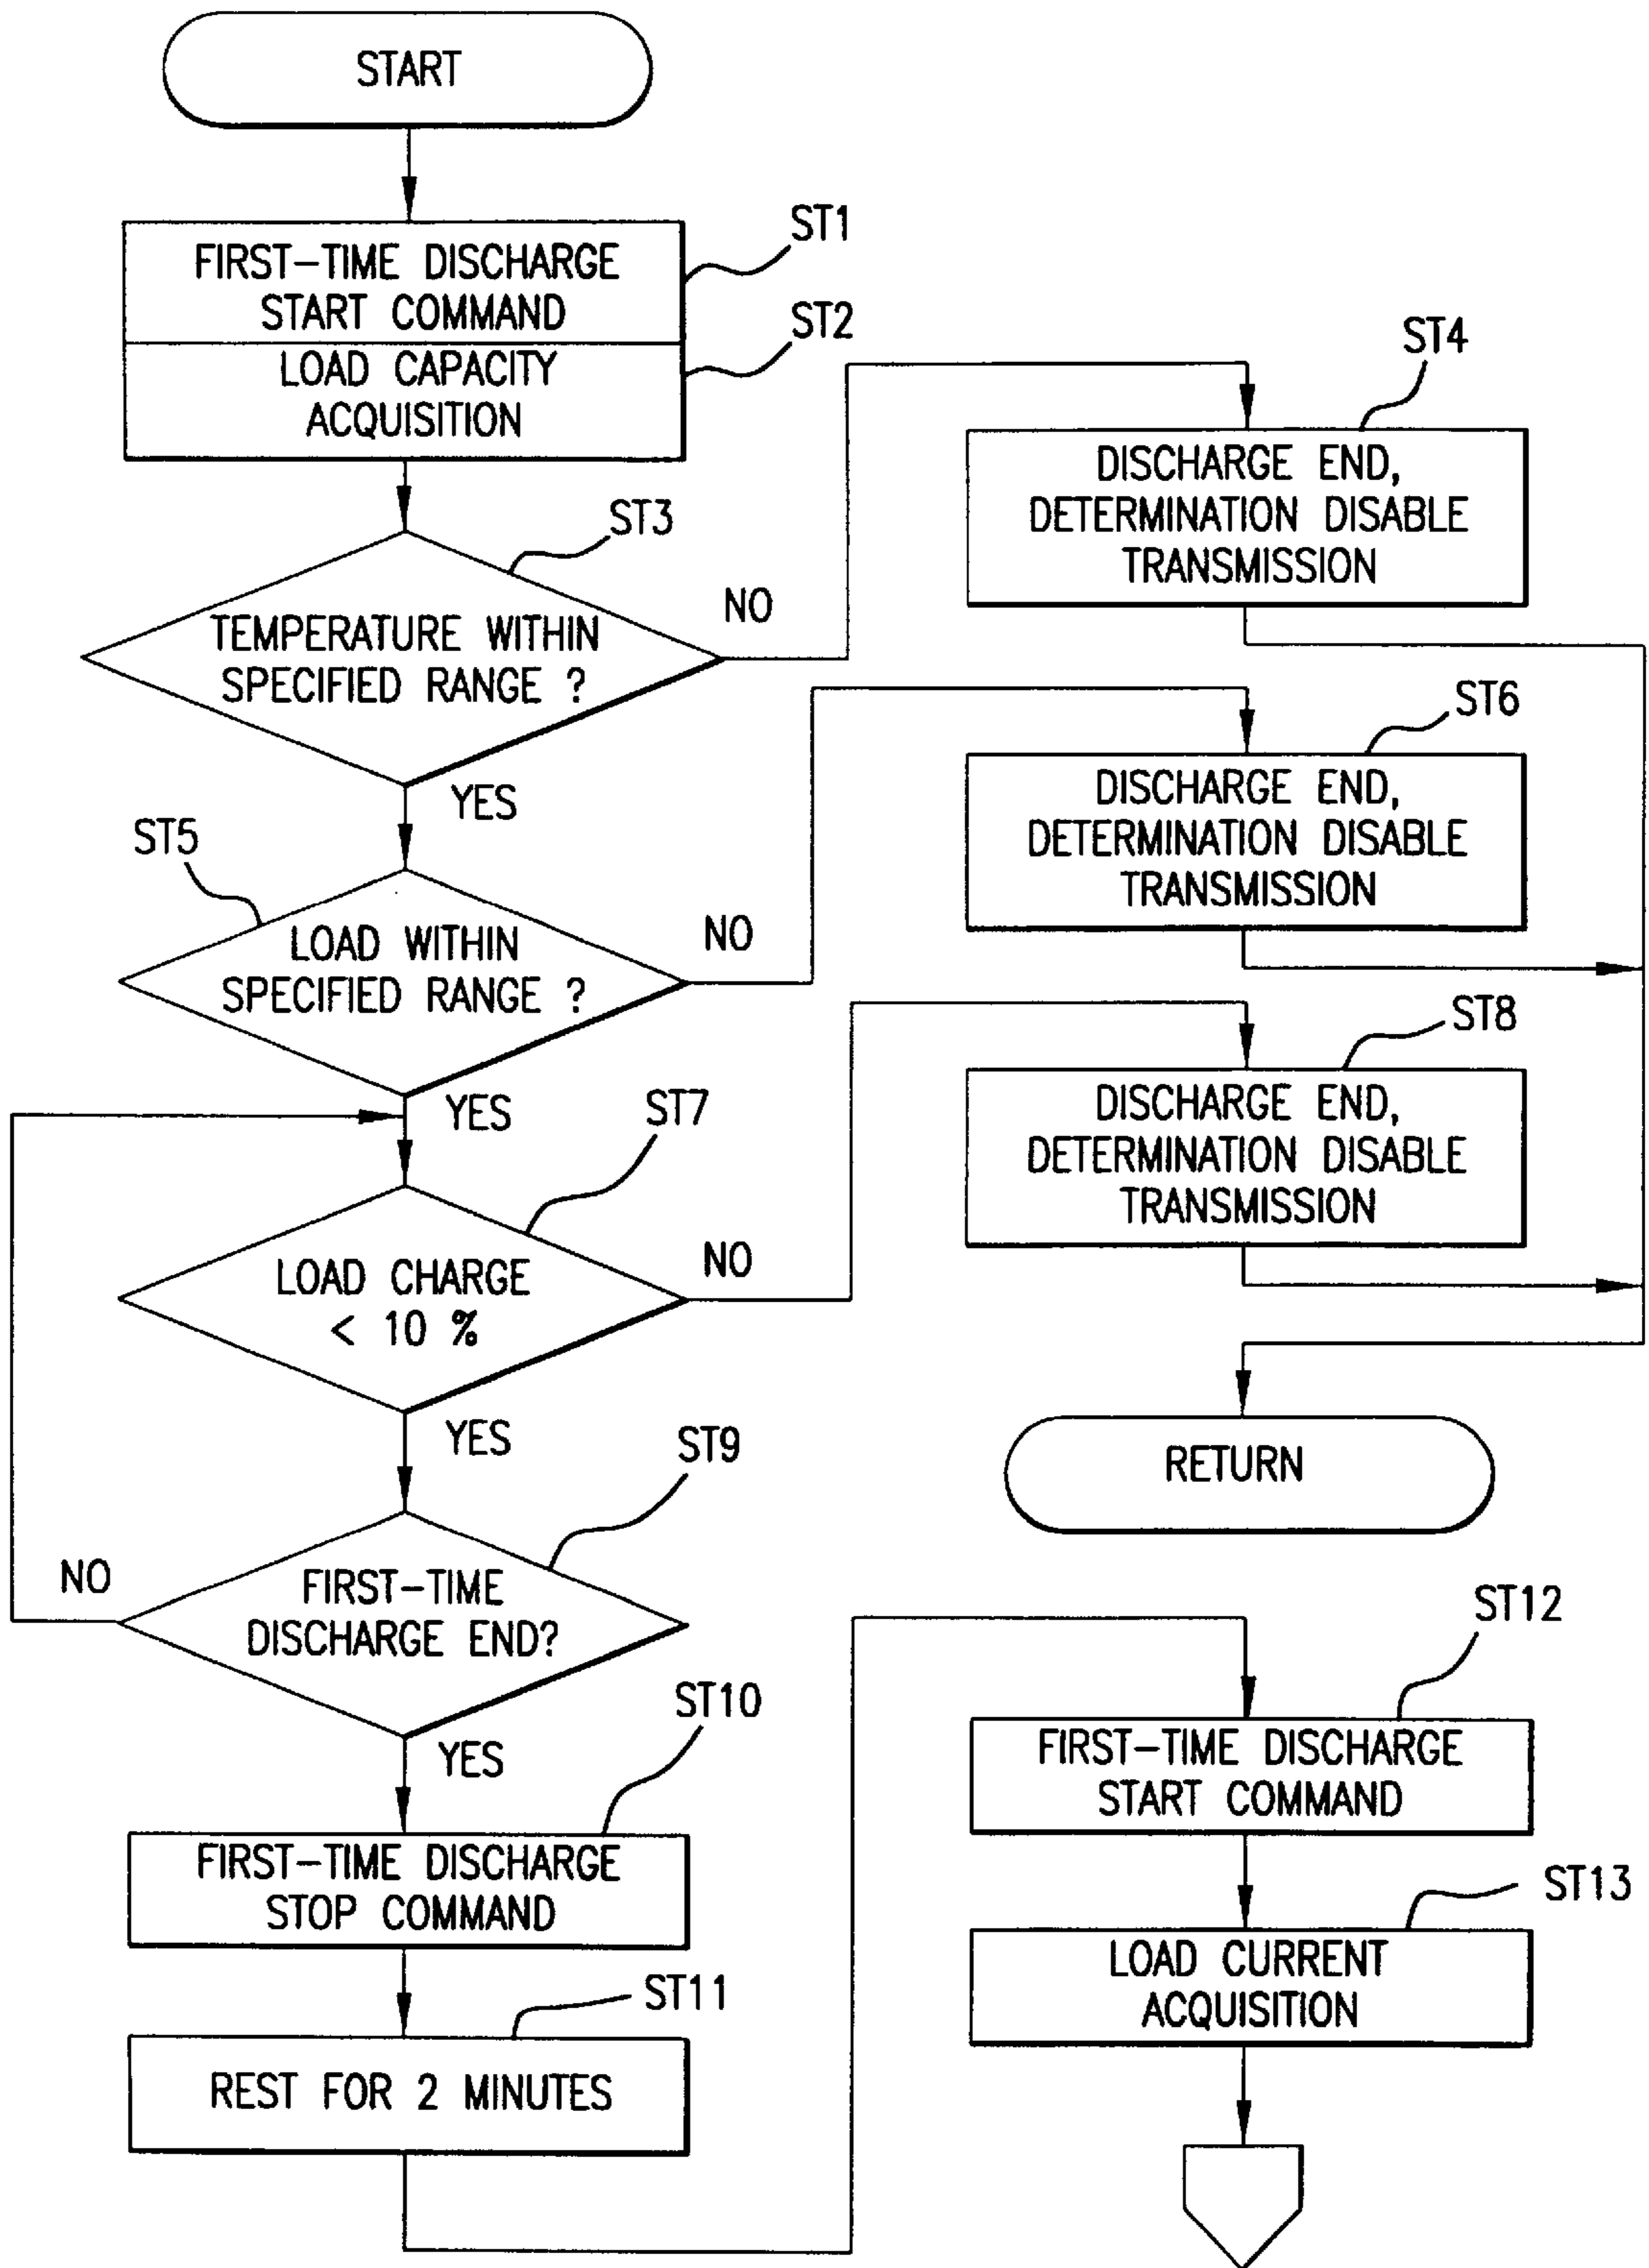 START
ST1
FIRST-TIME DISCHARGE
START COMMAND
ST2
LOAD CAPACITY
ACQUISITION
ST3
TEMPERATURE WITHIN
SPECIFIED RANGE ?
NO
YES
ST4
DISCHARGE END,
DETERMINATION DISABLE
TRANSMISSION
ST5
LOAD WITHIN
SPECIFIED RANGE ?
NO
YES
ST6
DISCHARGE END,
DETERMINATION DISABLE
TRANSMISSION
ST7
LOAD CHARGE
< 10 %
NO
YES
ST8
DISCHARGE END,
DETERMINATION DISABLE
TRANSMISSION
RETURN
ST9
FIRST-TIME
DISCHARGE END?
NO
YES
ST10
FIRST-TIME DISCHARGE
STOP COMMAND
ST11
REST FOR 2 MINUTES
ST12
FIRST-TIME DISCHARGE
START COMMAND
ST13
LOAD CURRENT
ACQUISITION